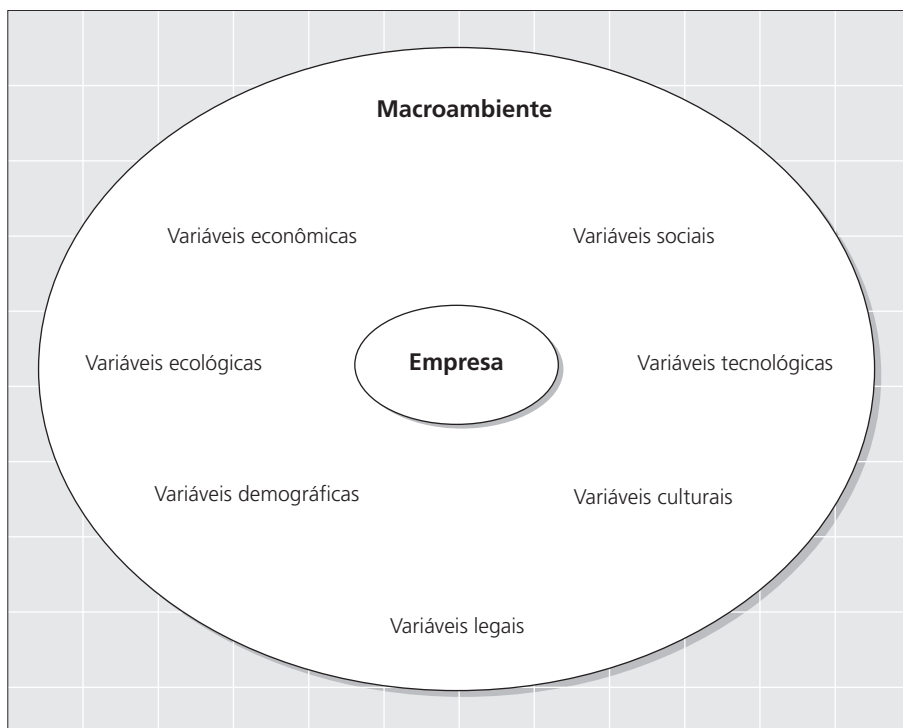 Macroambiente
Variáveis econômicas
Variáveis sociais
Variáveis ecológicas
Empresa
Variáveis tecnológicas
Variáveis demográficas
Variáveis culturais
Variáveis legais